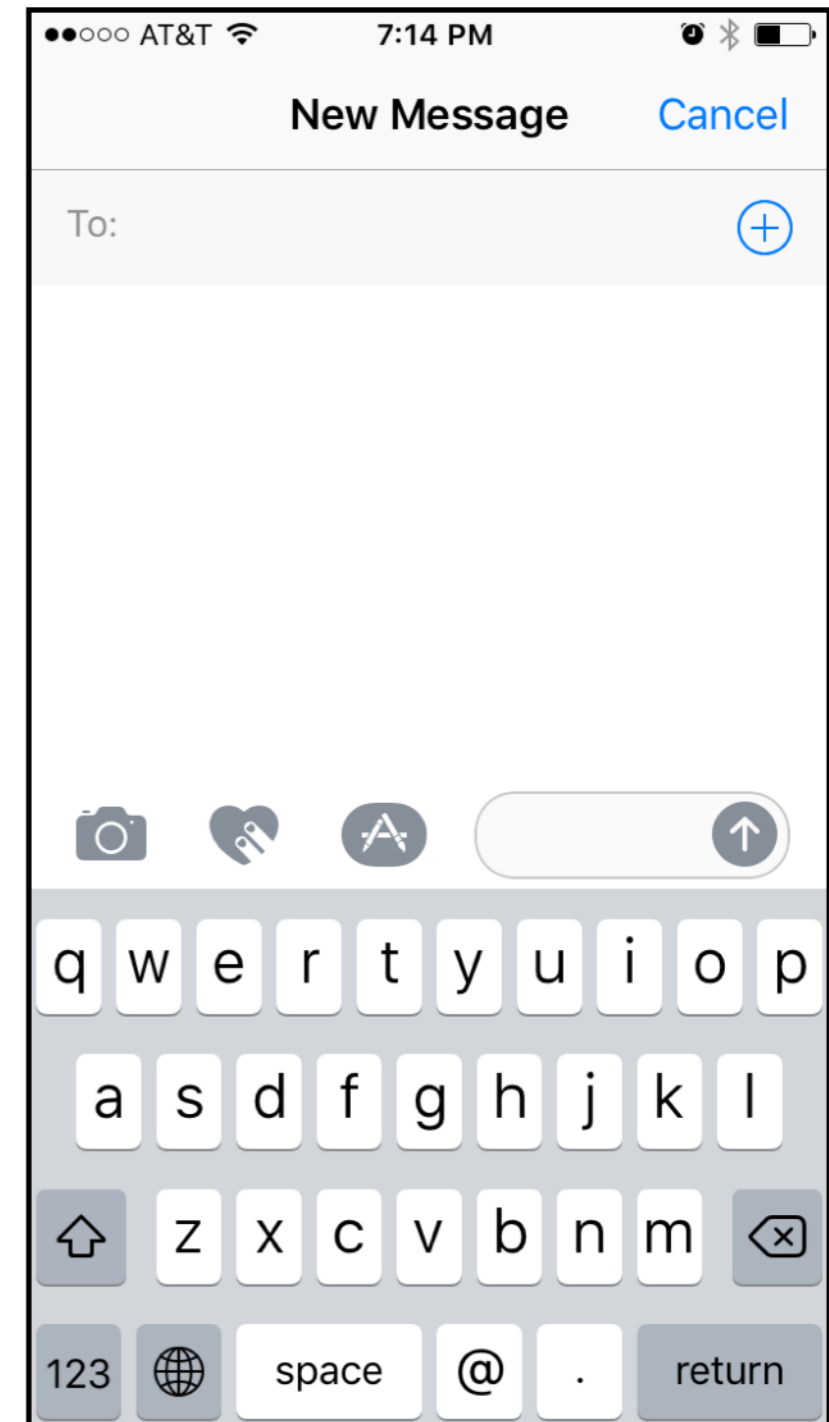 AT&T 7:14 PM
New Message Cancel
To:
q w e r t y u i o p
a s d f g h j k l
z x c v b n m
123 space @ . return